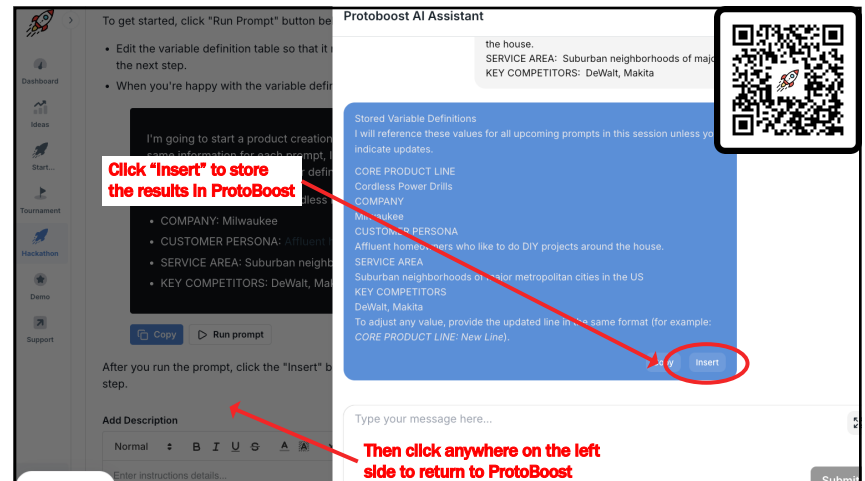 Dashboard
Ideas
Start...
Tournament
Hackathon
Demo
Support
To get started, click "Run Prompt" button be
• Edit the variable definition table so that it
the next step.
• When you're happy with the variable defin
I'm going to start a product creation
same information for each prompt, I
defin
dless
• COMPANY: Milwaukee
• CUSTOMER PERSONA: Affluent
• SERVICE AREA: Suburban neighb
• KEY COMPETITORS: DeWalt, Mak
Copy
Run prompt
After you run the prompt, click the "Insert" b
step.
Add Description
Normal B I U S A A
Enter instructions details...
Click "Insert" to store
the results in ProtoBoost
Protoboost AI Assistant
the house.
SERVICE AREA: Suburban neighborhoods of majo
KEY COMPETITORS: DeWalt, Makita
Stored Variable Definitions
I will reference these values for all upcoming prompts in this session unless yo
indicate updates.
CORE PRODUCT LINE
Cordless Power Drills
COMPANY
Milwaukee
CUSTOMER PERSONA
Affluent homeowners who like to do DIY projects around the house.
SERVICE AREA
Suburban neighborhoods of major metropolitan cities in the US
KEY COMPETITORS
DeWalt, Makita
To adjust any value, provide the updated line in the same format (for example:
CORE PRODUCT LINE: New Line).
Copy Insert
Type your message here...
Then click anywhere on the left
side to return to ProtoBoost
Submit